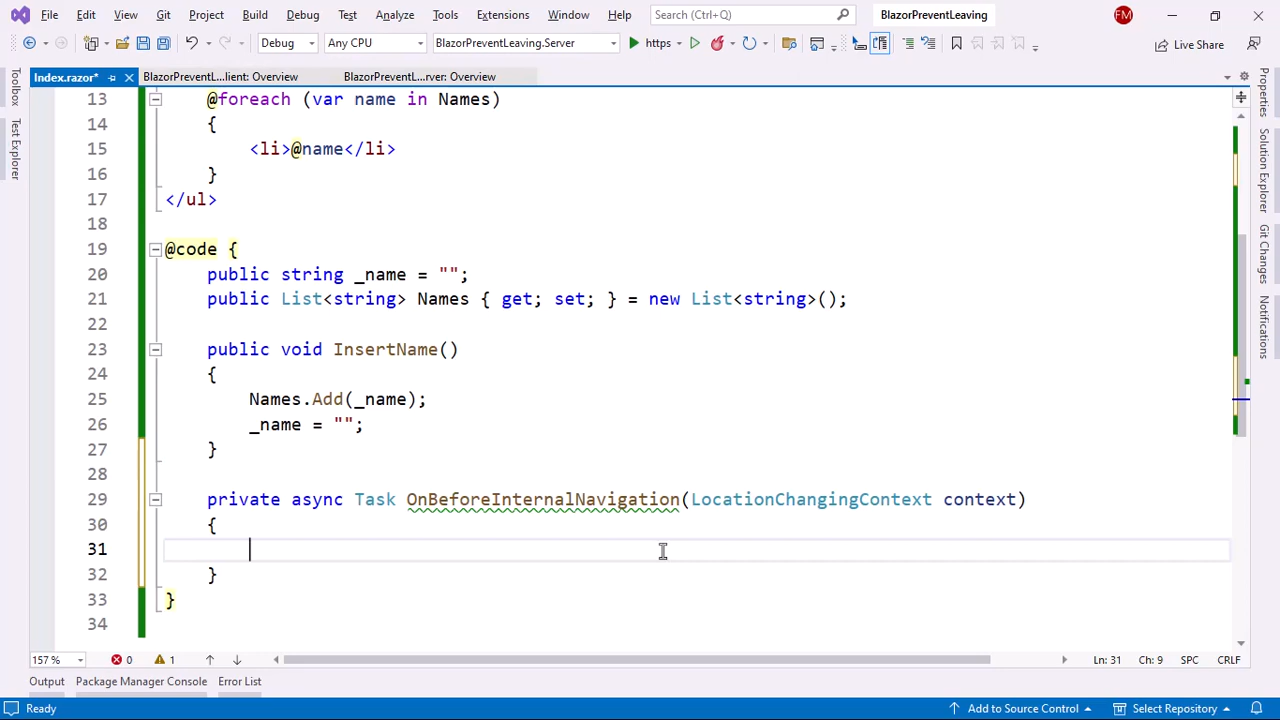 File Edit View Git Project Build Debug Test Analyze Tools Extensions Window Help Search (Ctrl+Q) BlazorPreventLeaving FM
Debug Any CPU BlazorPreventLeaving.Server https Live Share
Index.razor* BlazorPreventL...lient: Overview BlazorPreventL...rver: Overview
Toolbox
Test Explorer
13 @foreach (var name in Names)
14 {
15 <li>@name</li>
16 }
17 </ul>
18
19 @code {
20 public string _name = "";
21 public List<string> Names { get; set; } = new List<string>();
22
23 public void InsertName()
24 {
25 Names.Add(_name);
26 _name = "";
27 }
28
29 private async Task OnBeforeInternalNavigation(LocationChangingContext context)
30 {
31
32 }
33 }
34
Properties
Solution Explorer
Git Changes
Notifications
157 % 0 1 Ln: 31 Ch: 9 SPC CRLF
Output Package Manager Console Error List
Ready Add to Source Control Select Repository